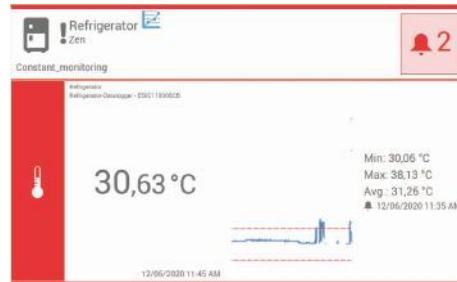 Refrigerator
Zen
2
Constant_monitoring
Refrigerator
30,63 °C
Min: 30,06 °C
Max: 38,13 °C
Avg.: 31,26 °C
12/06/2020 11:35 AM
12/06/2020 11:45 AM